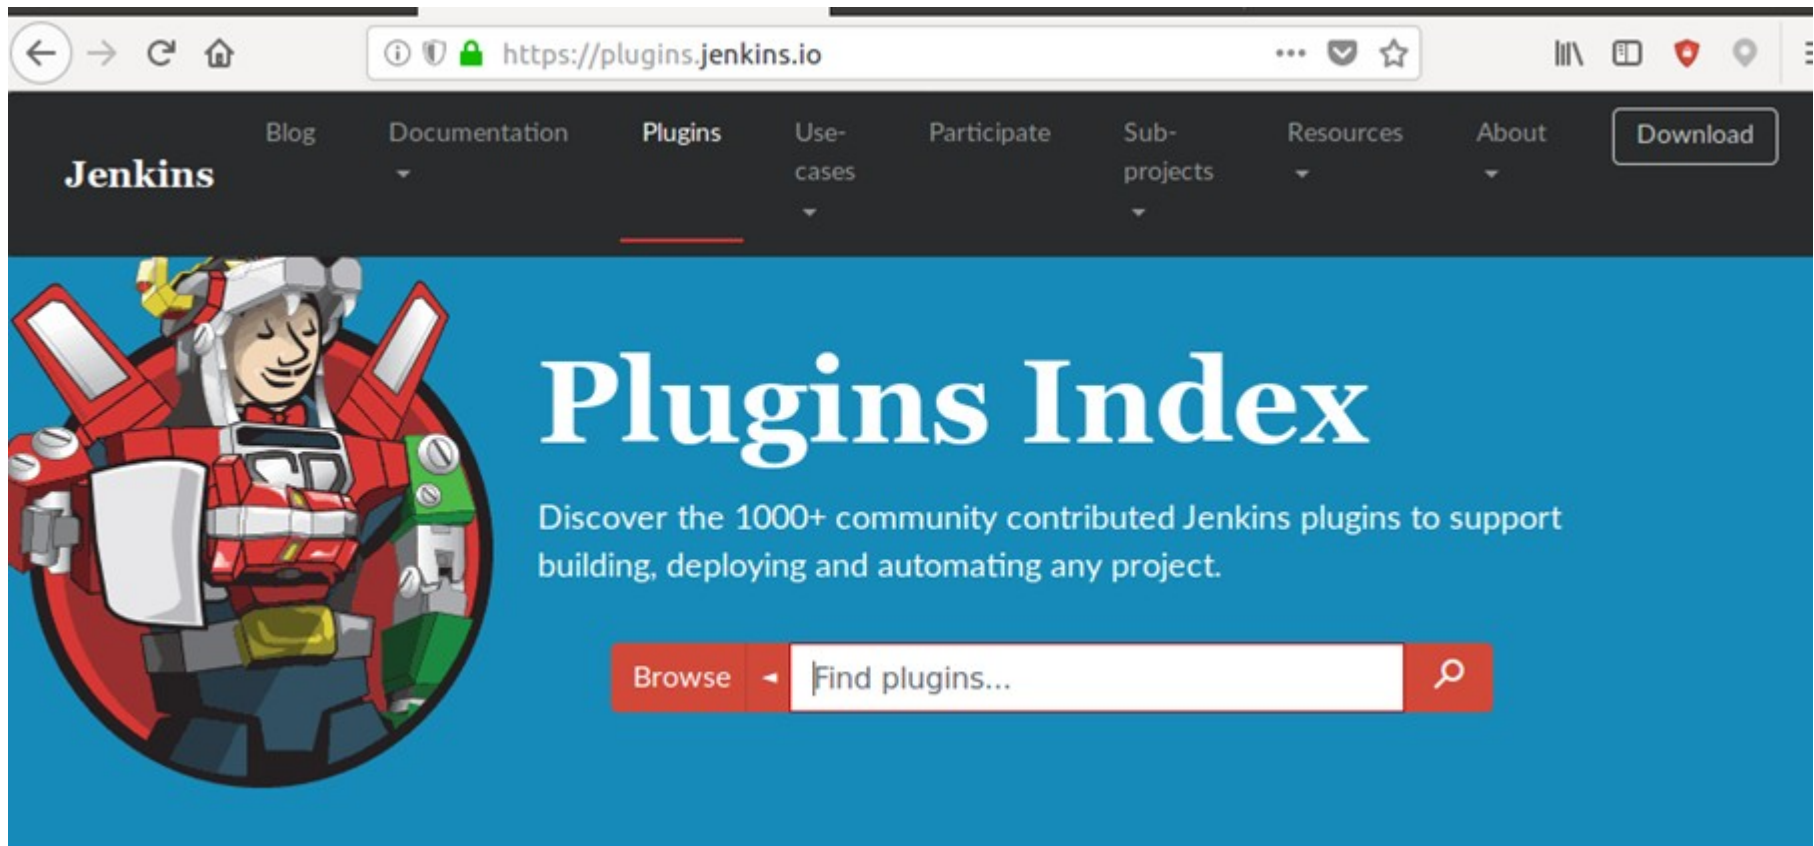 https://plugins.jenkins.io
Jenkins
Blog
Documentation
Plugins
Use-
cases
Participate
Sub-
projects
Resources
About
Download
Plugins Index
Discover the 1000+ community contributed Jenkins plugins to support
building, deploying and automating any project.
Browse
Find plugins...